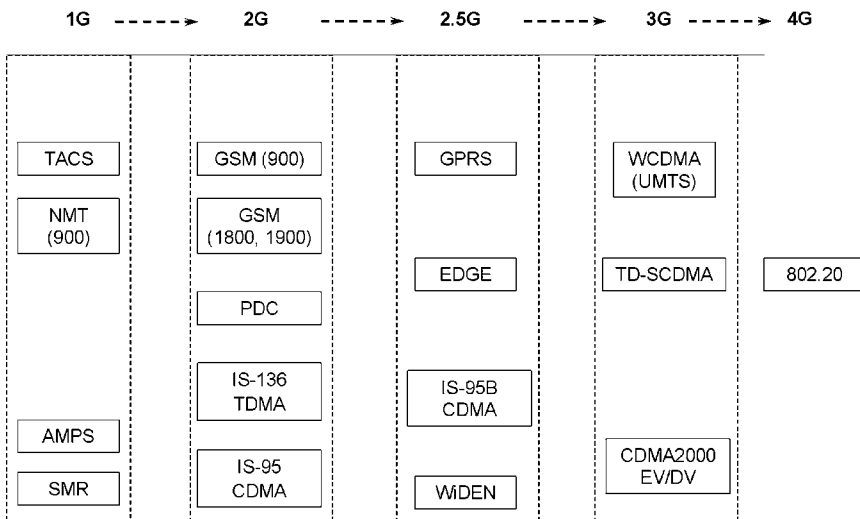 1G 2G 2.5G 3G 4G
TACS
NMT
(900)
AMPS
SMR
GSM (900)
GSM
(1800, 1900)
PDC
IS-136
TDMA
IS-95
CDMA
GPRS
EDGE
IS-95B
CDMA
WiDEN
WCDMA
(UMTS)
TD-SCDMA
CDMA2000
EV/DV
802.20